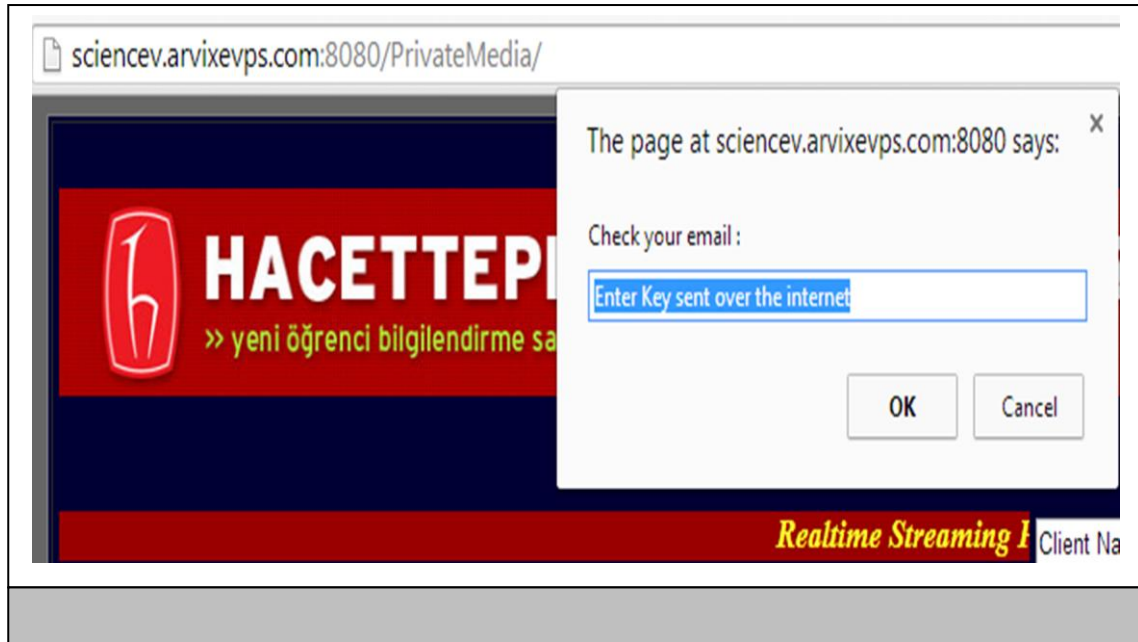 sciencev.arvixevps.com:8080/PrivateMedia/
The page at sciencev.arvixevps.com:8080 says:
x
Check your email :
Enter Key sent over the internet
OK
Cancel
HACETTEP
>> yeni öğrenci bilgilendirme sa
Realtime Streaming
Client Na